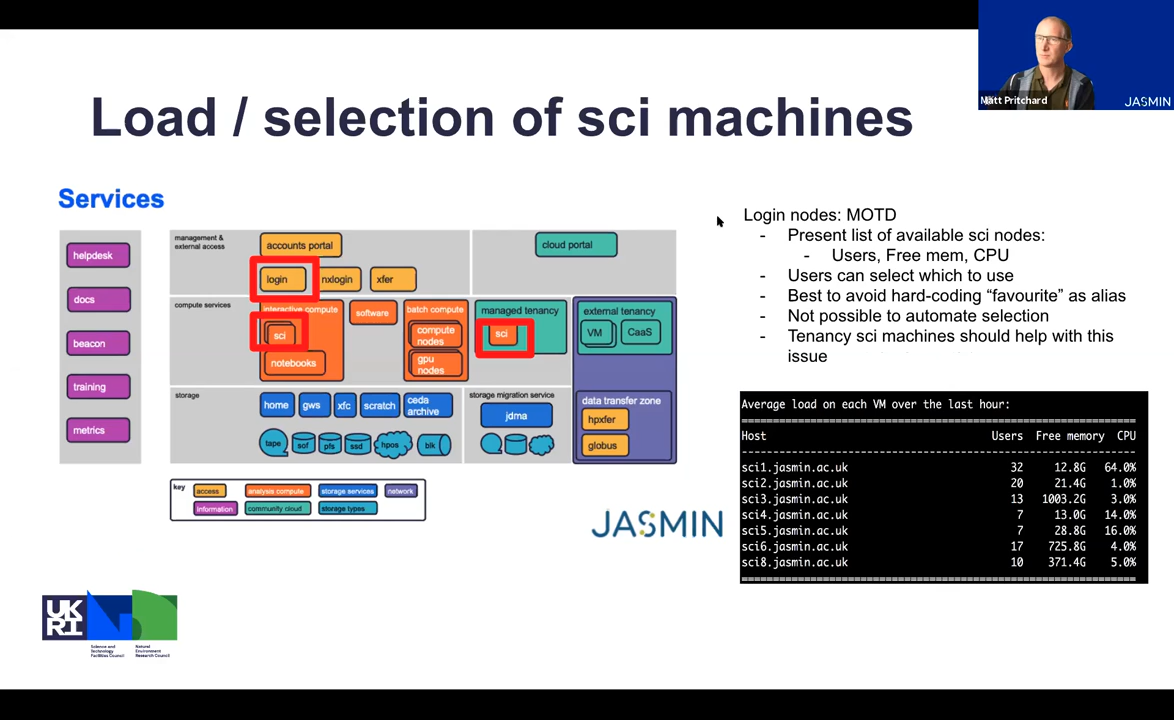 Matt Pritchard
JASMIN
Load / selection of sci machines
Services
helpdesk
docs
beacon
training
metrics
management &
external access
accounts portal
login
nxlogin
xfer
cloud portal
compute services
interactive compute
sci
notebooks
software
batch compute
compute
nodes
gpu
nodes
managed tenancy
sci
external tenancy
VM
CaaS
storage
home
gws
xfc
scratch
ceda
archive
tape
sof
pfs
ssd
hpos
blk
storage migration service
jdma
data transfer zone
hpxfer
globus
key
access
analysis compute
storage services
network
information
community cloud
storage types
JASMIN
Login nodes: MOTD
- Present list of available sci nodes:
- Users, Free mem, CPU
- Users can select which to use
- Best to avoid hard-coding “favourite” as alias
- Not possible to automate selection
- Tenancy sci machines should help with this
issue
Average load on each VM over the last hour:
Host Users Free memory CPU
sci1.jasmin.ac.uk 32 12.8G 64.0%
sci2.jasmin.ac.uk 20 21.4G 1.0%
sci3.jasmin.ac.uk 13 1003.2G 3.0%
sci4.jasmin.ac.uk 7 13.0G 14.0%
sci5.jasmin.ac.uk 7 28.8G 16.0%
sci6.jasmin.ac.uk 17 725.8G 4.0%
sci8.jasmin.ac.uk 10 371.4G 5.0%
UK
RI
Science and
Technology
Facilities Council
Natural
Environment
Research Council